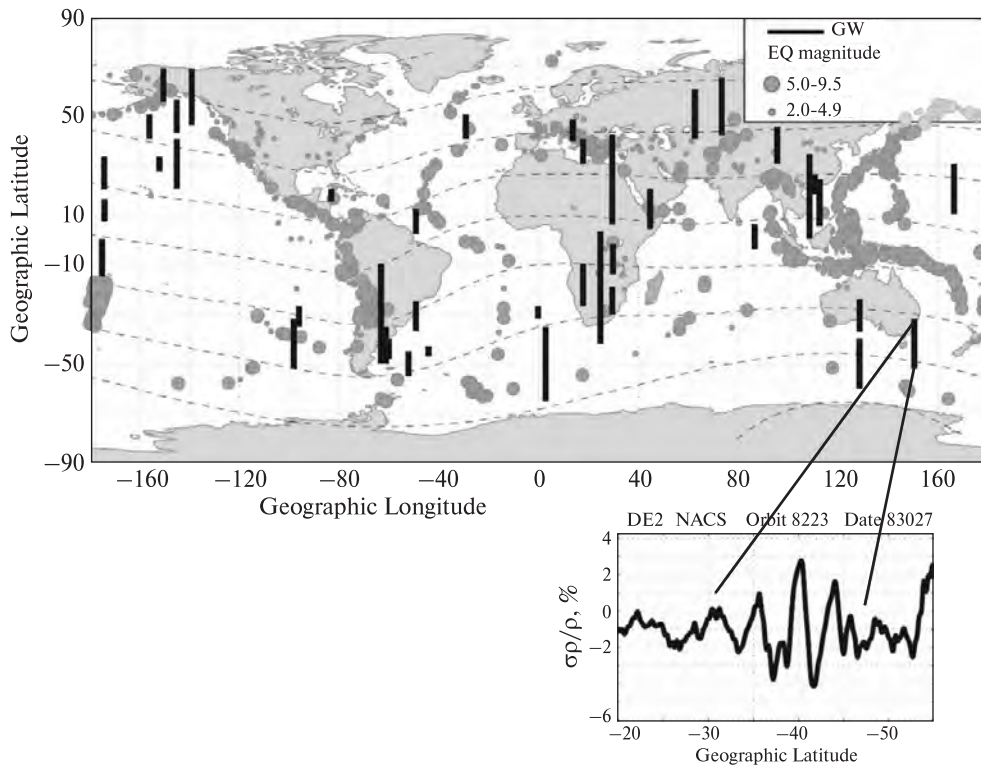 90
50
10
−10
−50
−90
Geographic Latitude
GW
EQ magnitude
5.0-9.5
2.0-4.9
−160 −120 −80 −40 0 40 80 120 160
Geographic Longitude
DE2 NACS Orbit 8223 Date 83027
4
2
0
−2
−6
σρ/ρ, %
−20 −30 −40 −50
Geographic Latitude